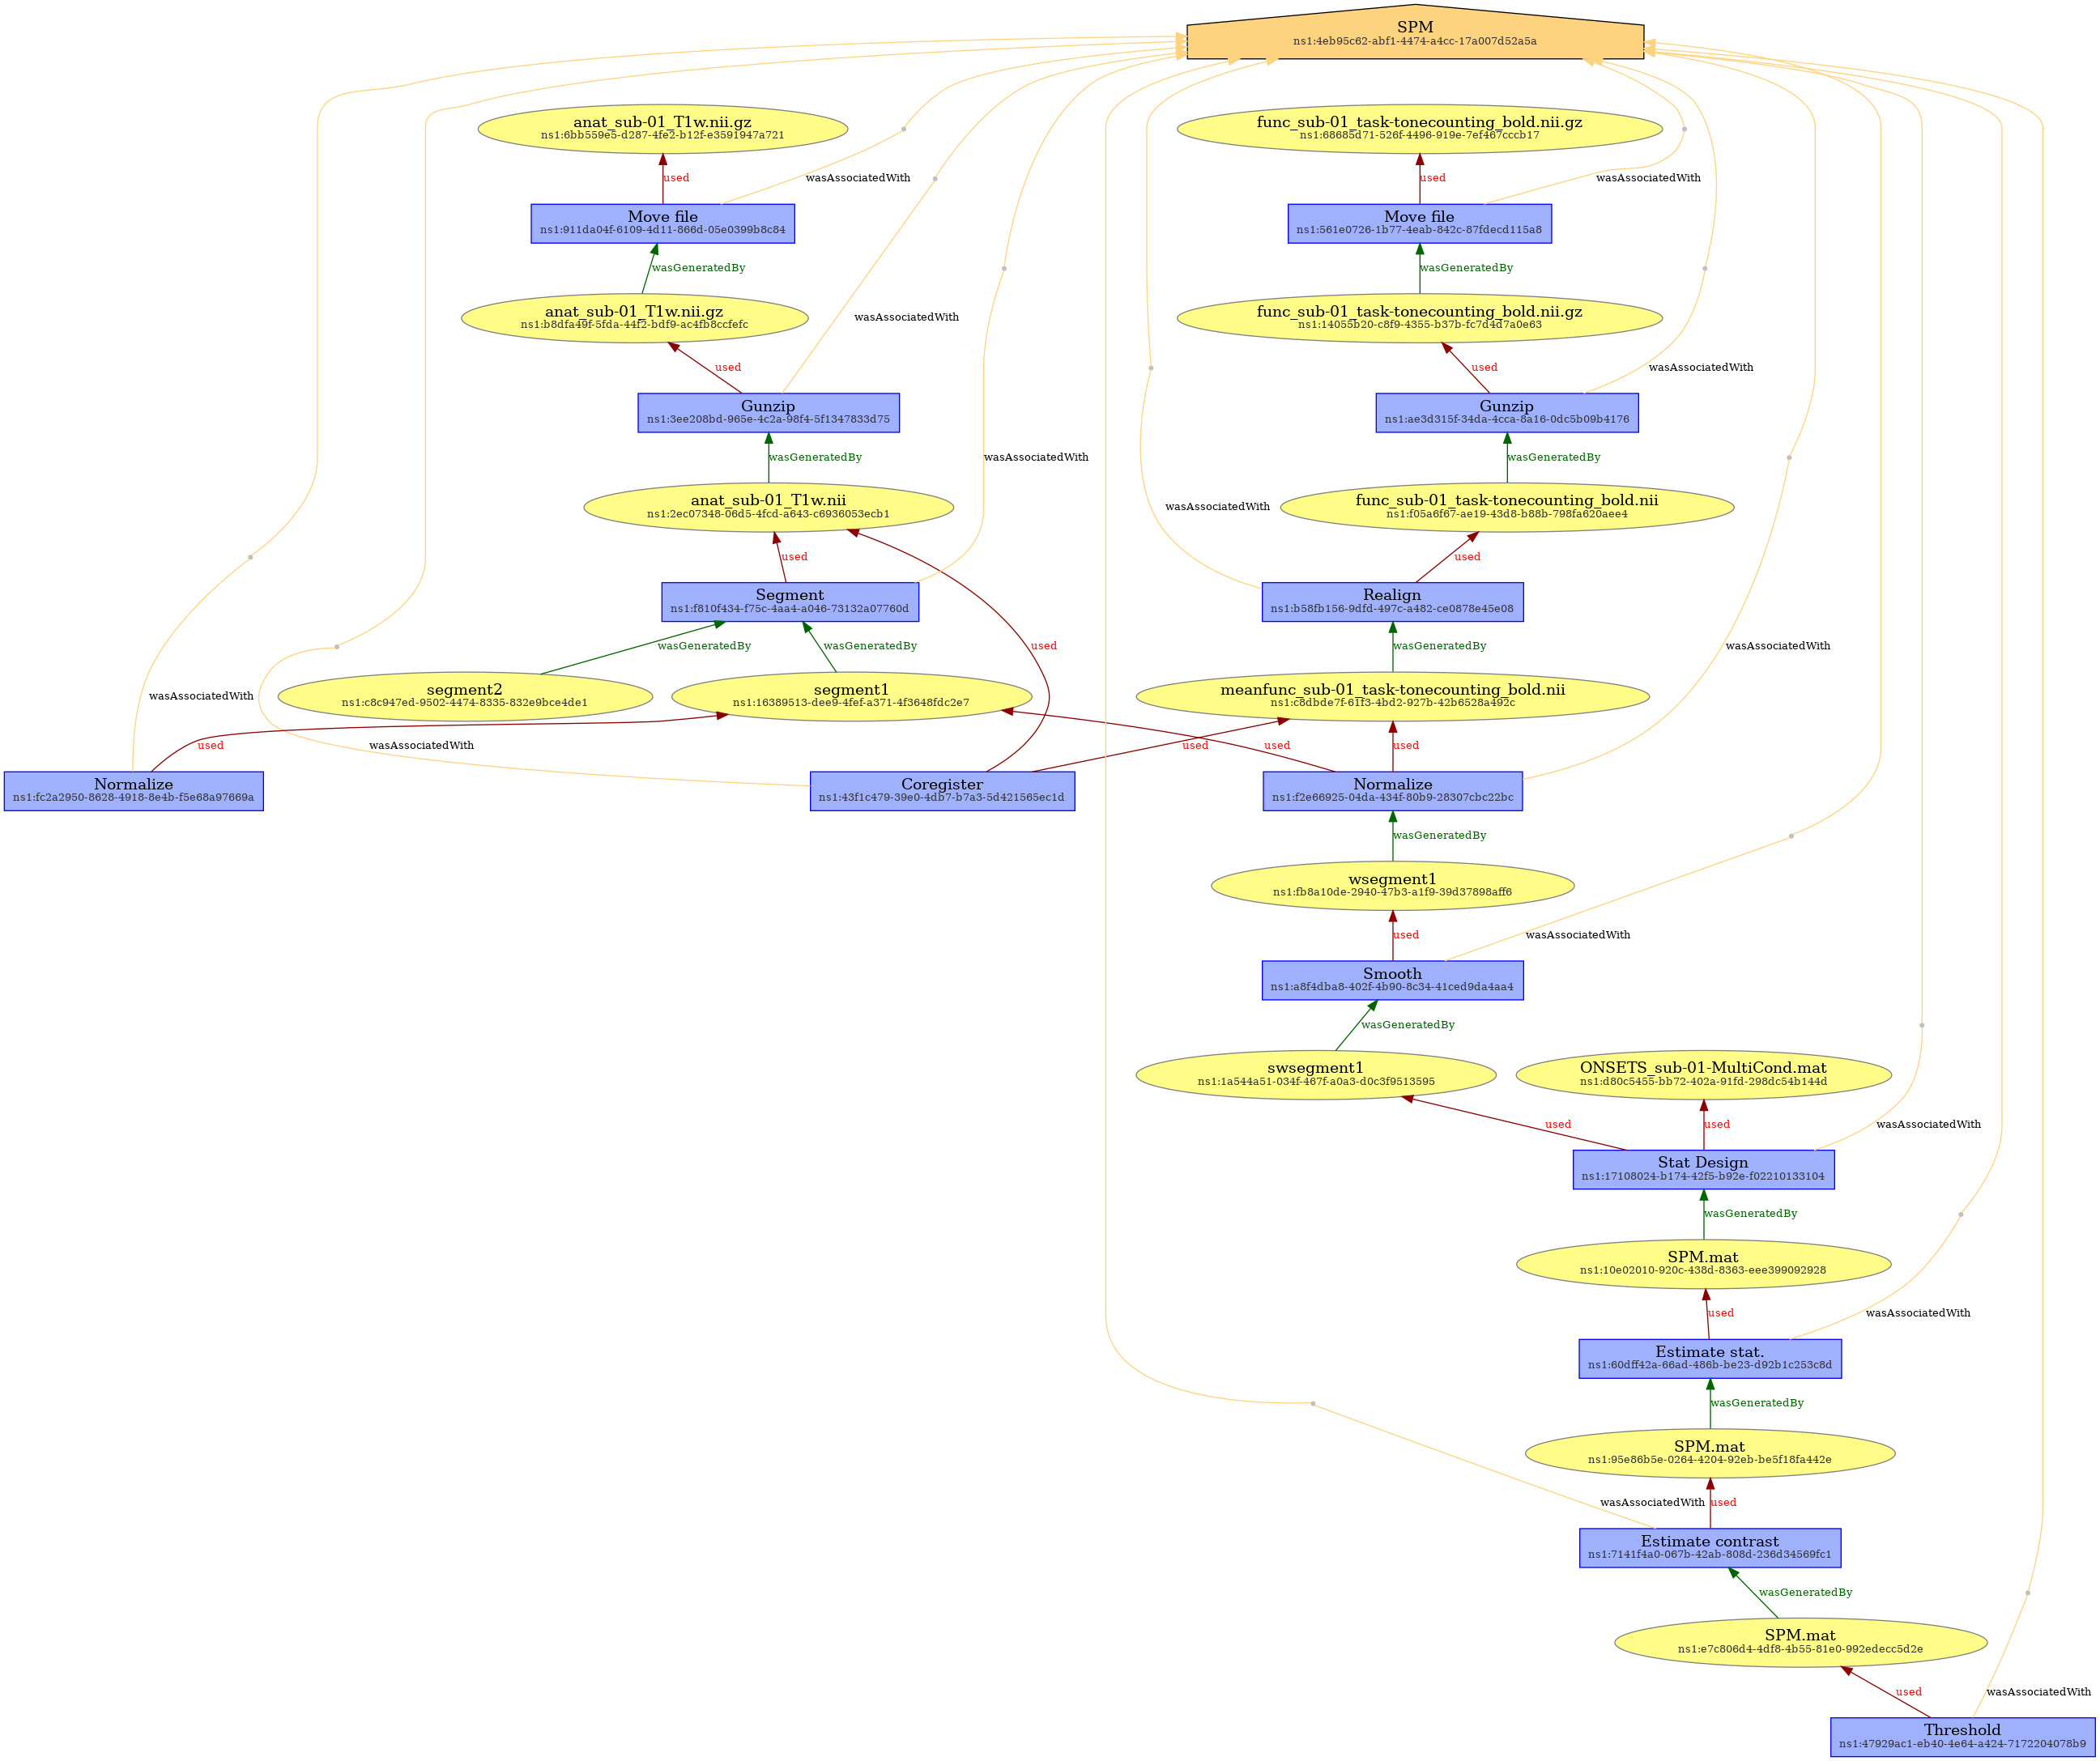 SPM
ns1:4eb95c62-abf1-4474-a4cc-17a007d52a5a
anat_sub-01_T1w.nii.gz
ns1:6bb559e5-d287-4fe2-b12f-e3591947a721
func_sub-01_task-tonecounting_bold.nii.gz
ns1:68685d71-526f-4496-919e-7ef467cccb17
used
wasAssociatedWith
used
wasAssociatedWith
Move file
ns1:911da04f-6109-4d11-866d-05e0399b8c84
Move file
ns1:561e0726-1b77-4eab-842c-87fdecd115a8
wasGeneratedBy
wasGeneratedBy
anat_sub-01_T1w.nii.gz
ns1:b8dfa49f-5fda-44f2-bdf9-ac4fb8ccfefc
wasAssociatedWith
func_sub-01_task-tonecounting_bold.nii.gz
ns1:14055b20-c8f9-4355-b37b-fc7d4d7a0e63
used
used
wasAssociatedWith
Gunzip
ns1:3ee208bd-965e-4c2a-98f4-5f1347833d75
Gunzip
ns1:ae3d315f-34da-4cca-8a16-0dc5b09b4176
wasGeneratedBy
wasAssociatedWith
wasGeneratedBy
anat_sub-01_T1w.nii
ns1:2ec07348-06d5-4fcd-a643-c6936053ecb1
wasAssociatedWith
func_sub-01_task-tonecounting_bold.nii
ns1:f05a6f67-ae19-43d8-b88b-798fa620aee4
used
used
Segment
ns1:f810f434-f75c-4aa4-a046-73132a07760d
Realign
ns1:b58fb156-9dfd-497c-a482-ce0878e45e08
wasGeneratedBy
wasGeneratedBy
used
wasGeneratedBy
wasAssociatedWith
segment2
ns1:c8c947ed-9502-4474-8335-832e9bce4de1
segment1
ns1:16389513-dee9-4fef-a371-4f3648fdc2e7
meanfunc_sub-01_task-tonecounting_bold.nii
ns1:c8dbde7f-61f3-4bd2-927b-42b6528a492c
wasAssociatedWith
used
wasAssociatedWith
used
used
used
Normalize
ns1:fc2a2950-8628-4918-8e4b-f5e68a97669a
Coregister
ns1:43f1c479-39e0-4db7-b7a3-5d421565ec1d
Normalize
ns1:f2e66925-04da-434f-80b9-28307cbc22bc
wasGeneratedBy
wsegment1
ns1:fb8a10de-2940-47b3-a1f9-39d37898aff6
used
wasAssociatedWith
Smooth
ns1:a8f4dba8-402f-4b90-8c34-41ced9da4aa4
wasGeneratedBy
swsegment1
ns1:1a544a51-034f-467f-a0a3-d0c3f9513595
ONSETS_sub-01-MultiCond.mat
ns1:d80c5455-bb72-402a-91fd-298dc54b144d
used
used
wasAssociatedWith
Stat Design
ns1:17108024-b174-42f5-b92e-f02210133104
wasGeneratedBy
SPM.mat
ns1:10e02010-920c-438d-8363-eee399092928
used
wasAssociatedWith
Estimate stat.
ns1:60dff42a-66ad-486b-be23-d92b1c253c8d
wasGeneratedBy
SPM.mat
ns1:95e86b5e-0264-4204-92eb-be5f18fa442e
wasAssociatedWith
used
Estimate contrast
ns1:7141f4a0-067b-42ab-808d-236d34569fc1
wasGeneratedBy
SPM.mat
ns1:e7c806d4-4df8-4b55-81e0-992edecc5d2e
used
wasAssociatedWith
Threshold
ns1:47929ac1-eb40-4e64-a424-7172204078b9